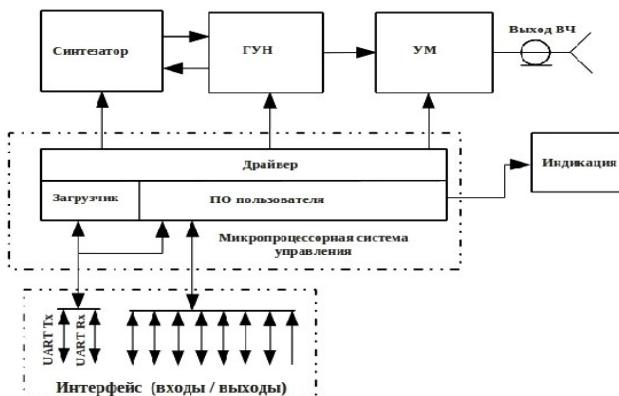 Выход ВЧ
Синтезатор
ГУН
УМ
Драйвер
Индикация
Загрузчик
ПО пользователя
Микропроцессорная система
управления
UART Tx
UART Rx
Интерфейс (входы / выходы)